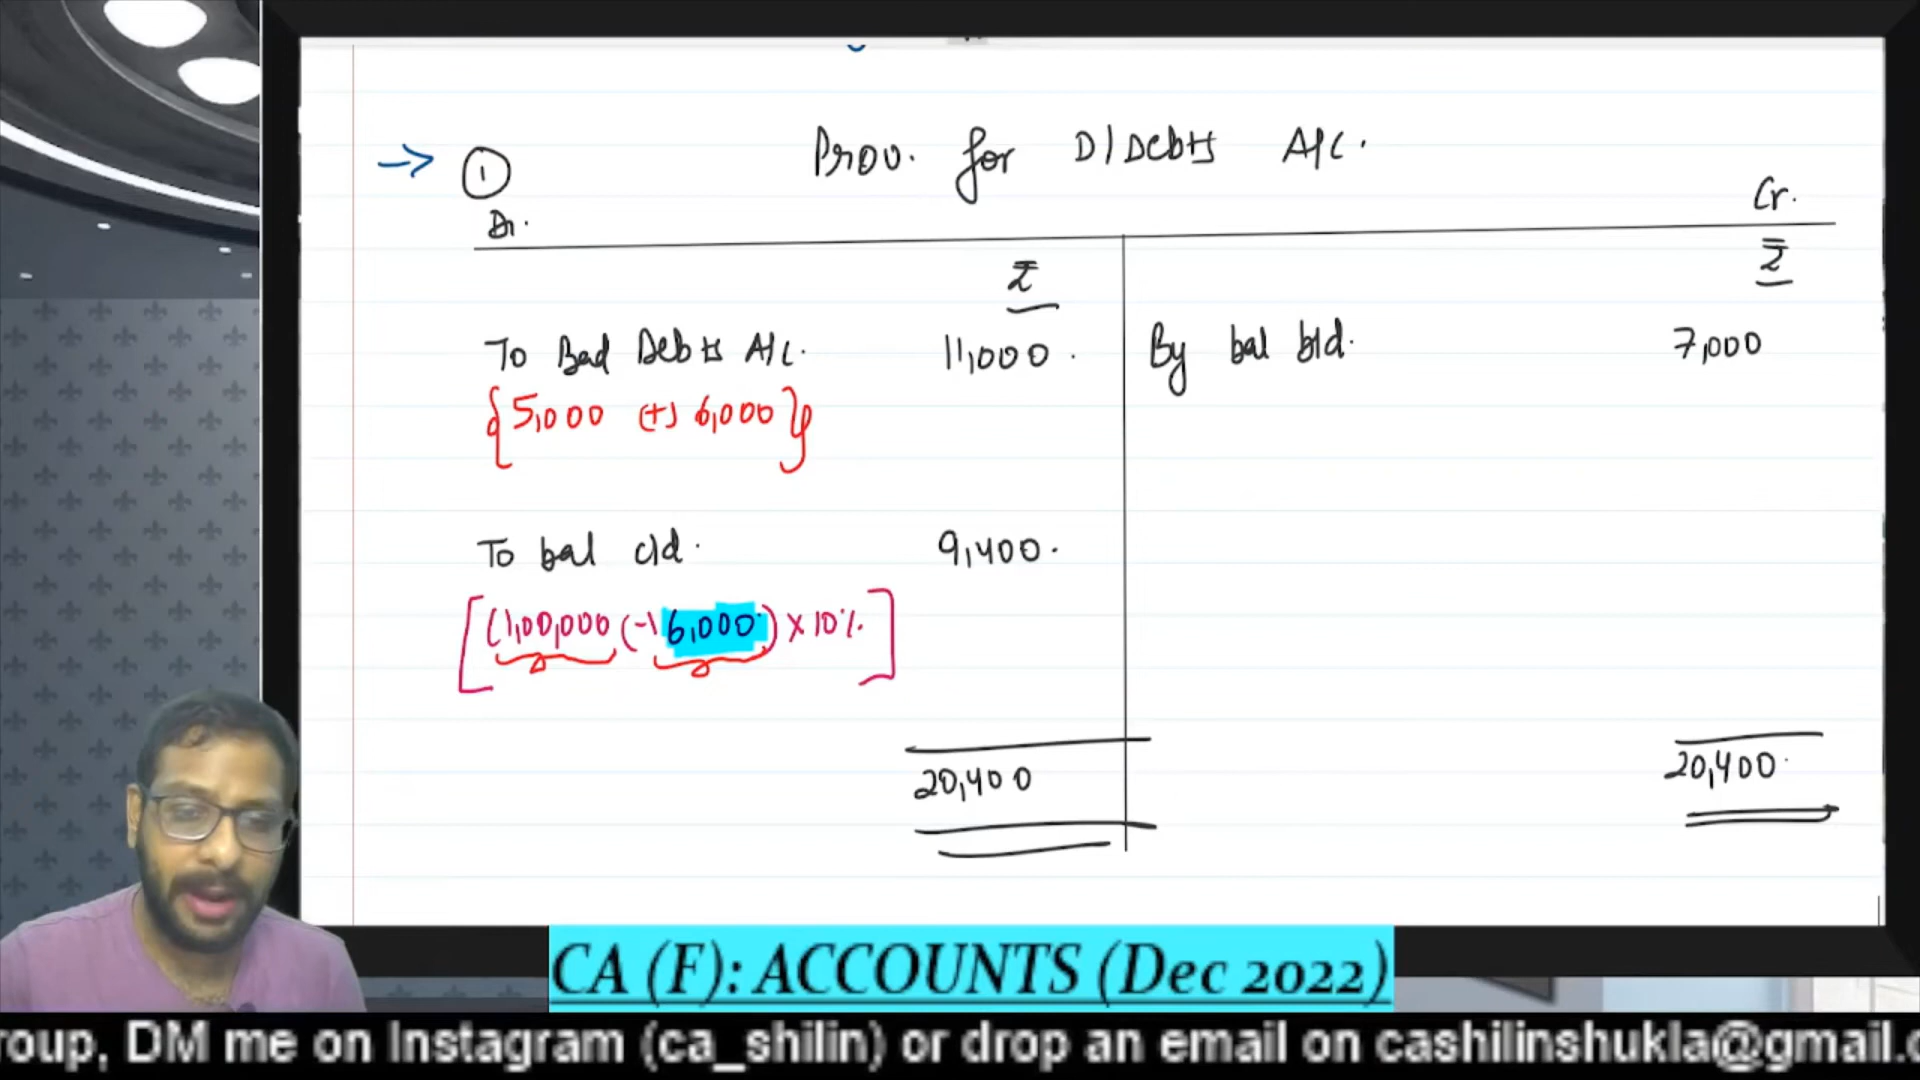 → ① Prov. for D/Debts A/c.
Dr. Cr.
₹ ₹
To Bad Debts A/c. 11,000. By bal b/d. 7,000
{5,000 (+) 6,000}
To bal c/d. 9,400.
[(1,00,000 (-) 6,000) × 10%]
20,400 20,400.
CA (F): ACCOUNTS (Dec 2022)
roup, DM me on Instagram (ca_shilin) or drop an email on cashilinshukla@gmail.c